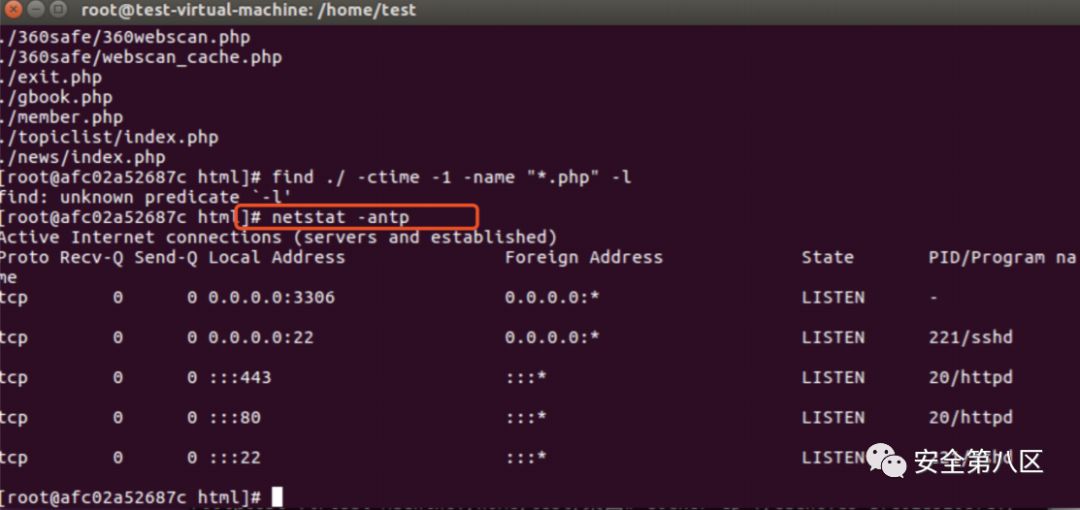 root@test-virtual-machine: /home/test
./360safe/360webscan.php
./360safe/webscan_cache.php
./exit.php
./gbook.php
./member.php
./topiclist/index.php
./news/index.php
[root@afc02a52687c html]# find ./ -ctime -1 -name "*.php" -l
find: unknown predicate `-l'
[root@afc02a52687c html]# netstat -antp
Active Internet connections (servers and established)
Proto Recv-Q Send-Q Local Address Foreign Address State PID/Program na
me
tcp 0 0 0.0.0.0:3306 0.0.0.0:* LISTEN -
tcp 0 0 0.0.0.0:22 0.0.0.0:* LISTEN 221/sshd
tcp 0 0 :::443 :::* LISTEN 20/httpd
tcp 0 0 :::80 :::* LISTEN 20/httpd
tcp 0 0 :::22 :::* LISTEN
安全第八区
[root@afc02a52687c html]#